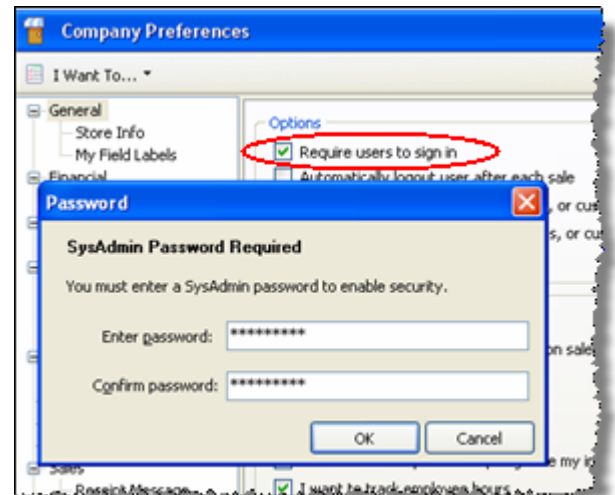 Company Preferences
I Want To...
General
Store Info
My Field Labels
Financial
Options
Require users to sign in
Automatically logout user after each sale
, or cus
s, or cus
Password
SysAdmin Password Required
You must enter a SysAdmin password to enable security.
Enter password: *********
Confirm password: *********
on sale
OK Cancel
e my i
Sales
Receipt Message
I want to track employee hours